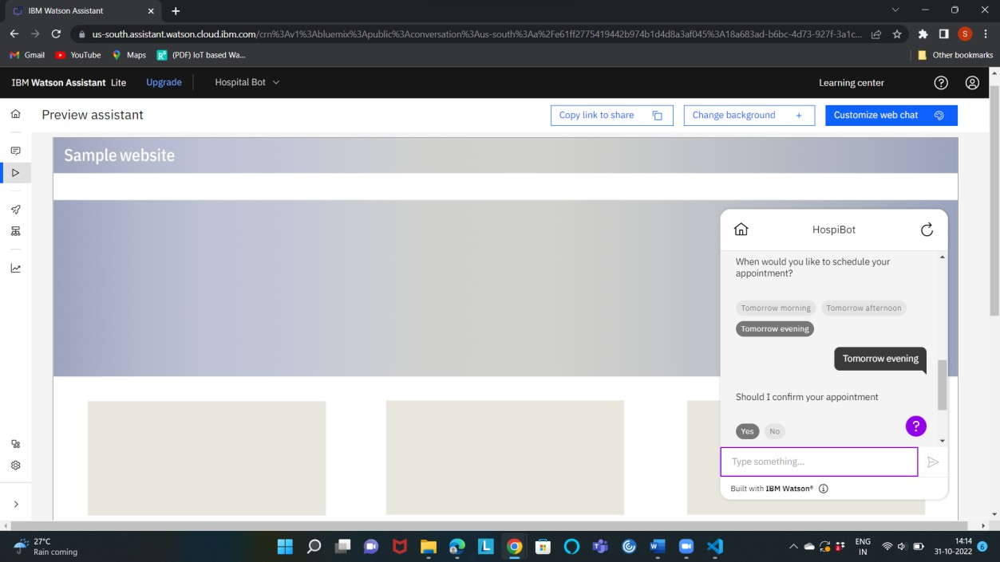 IBM Watson Assistant
us-south.assistant.watson.cloud.ibm.com/crn%3Av1%3Abluemix%3Apublic%3Aconversation%3Aus-south%3Aa%2Fe61ff2775419442b974b1d4d8a3af045%3A18a683ad-b6bc-4d73-927f-3a1c...
S
Gmail
YouTube
Maps
R⁶
(PDF) IoT based Wa...
Other bookmarks
IBM Watson Assistant Lite
Upgrade
Hospital Bot
Learning center
Preview assistant
Copy link to share
Change background +
Customize web chat
Sample website
HospiBot
When would you like to schedule your
appointment?
Tomorrow morning
Tomorrow afternoon
Tomorrow evening
Tomorrow evening
Should I confirm your appointment
?
Yes
No
Type something...
Built with IBM Watson®
27°C
Rain coming
L
W
ENG
IN
14:14
31-10-2022
6